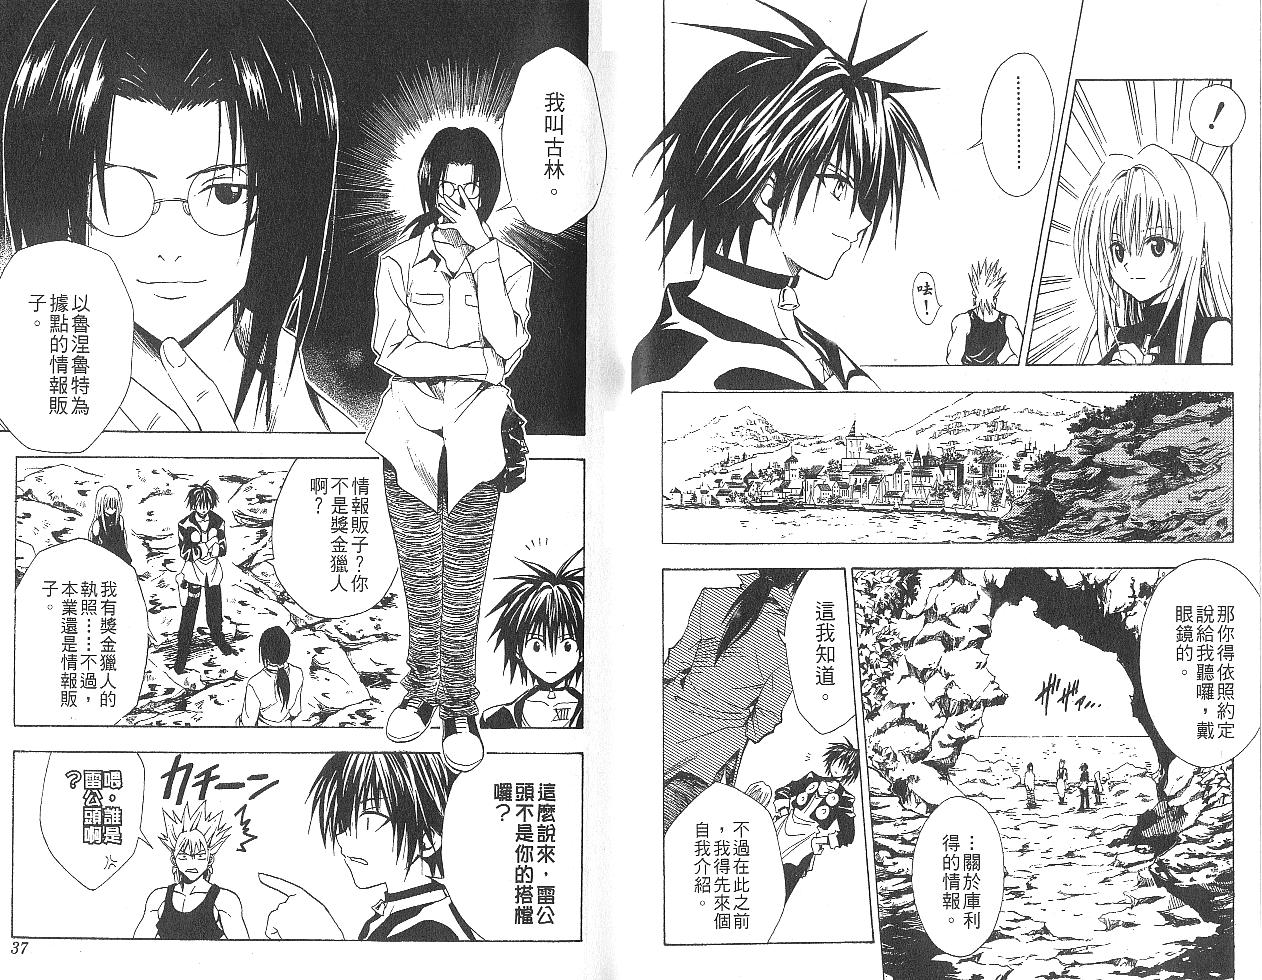 ！
…………
呿！
那你得依照約定
說給我聽囉，戴
眼鏡的。
ザザザ…
…關於庫利
得的情報。
這我知道。
不過在此之前
，我得先來個
自我介紹。
我叫古林。
以魯涅魯特為
據點的情報販
子。
情報販子？你
不是獎金獵人
啊？
XIII
我有獎金獵人的
執照……不過，
本業還是情報販
子。
這麼說來，雷公
頭不是你的搭檔
囉？
カチーン
喂，誰是
雷公頭啊
？
37